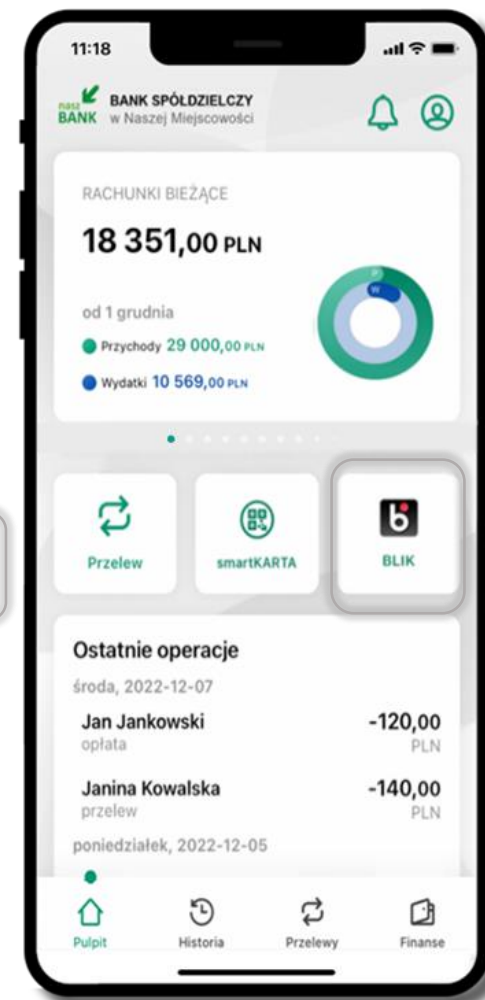 11:18
nasz
BANK
BANK SPÓŁDZIELCZY
w Naszej Miejscowości
RACHUNKI BIEŻĄCE
18 351,00 PLN
od 1 grudnia
Przychody 29 000,00 PLN
Wydatki 10 569,00 PLN
P
W
Przelew
smartKARTA
BLIK
Ostatnie operacje
środa, 2022-12-07
Jan Jankowski -120,00
opłata PLN
Janina Kowalska -140,00
przelew PLN
poniedziałek, 2022-12-05
Pulpit Historia Przelewy Finanse